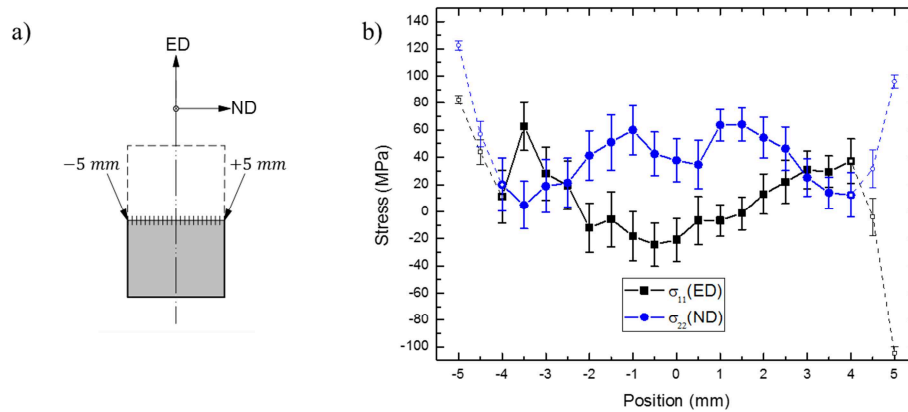 a)
ED
ND
−5 mm
+5 mm
b)
Stress (MPa)
140
120
100
80
60
40
20
0
-20
-40
-60
-80
-100
σ11(ED)
σ22(ND)
-5 -4 -3 -2 -1 0 1 2 3 4 5
Position (mm)